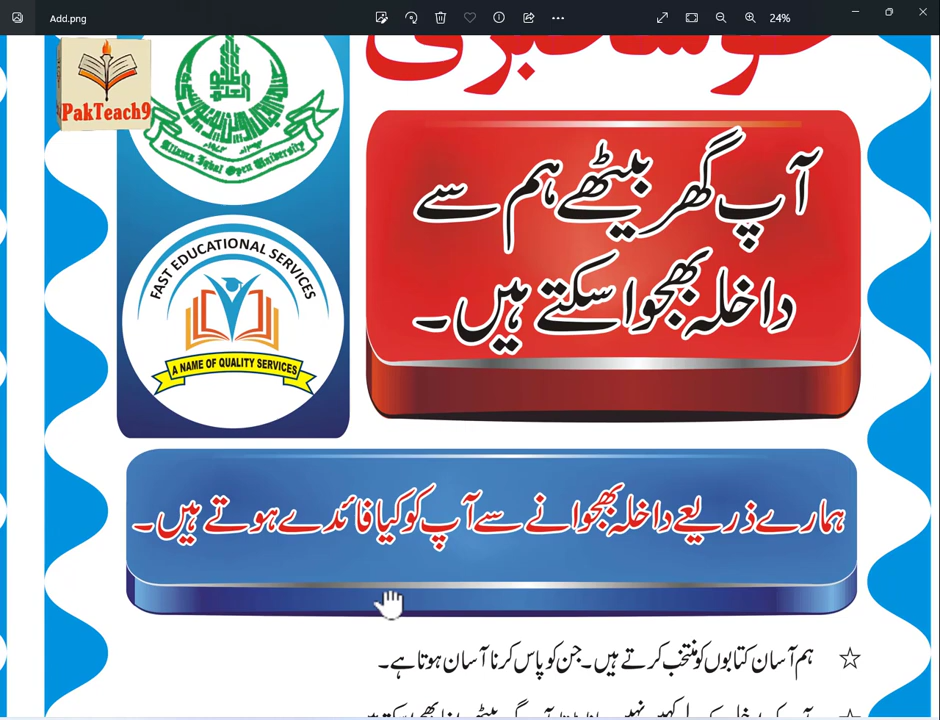 Add.png
24%
خوشخبری
PakTeach9
Allama Iqbal Open University
آپ گھر بیٹھے ہم سے
داخلہ بھجوا سکتے ہیں۔
FAST EDUCATIONAL SERVICES
A NAME OF QUALITY SERVICES
ہمارے ذریعے داخلہ بھجوانے سے آپ کو کیا فائدے ہوتے ہیں۔
☆ ہم آسان کتابوں کو منتخب کرتے ہیں۔ جن کو پاس کرنا آسان ہوتا ہے۔